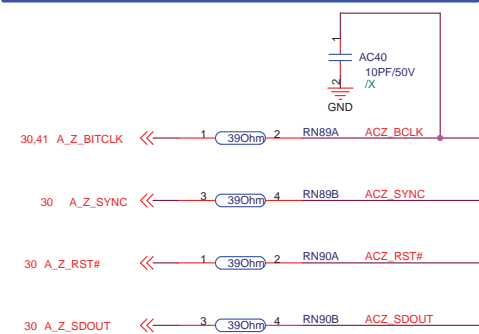 1
AC40
10PF/50V
2
/X
GND
30,41 A_Z_BITCLK 1 39Ohm 2 RN89A ACZ_BCLK
30 A_Z_SYNC 3 39Ohm 4 RN89B ACZ_SYNC
30 A_Z_RST# 1 39Ohm 2 RN90A ACZ_RST#
30 A_Z_SDOUT 3 39Ohm 4 RN90B ACZ_SDOUT